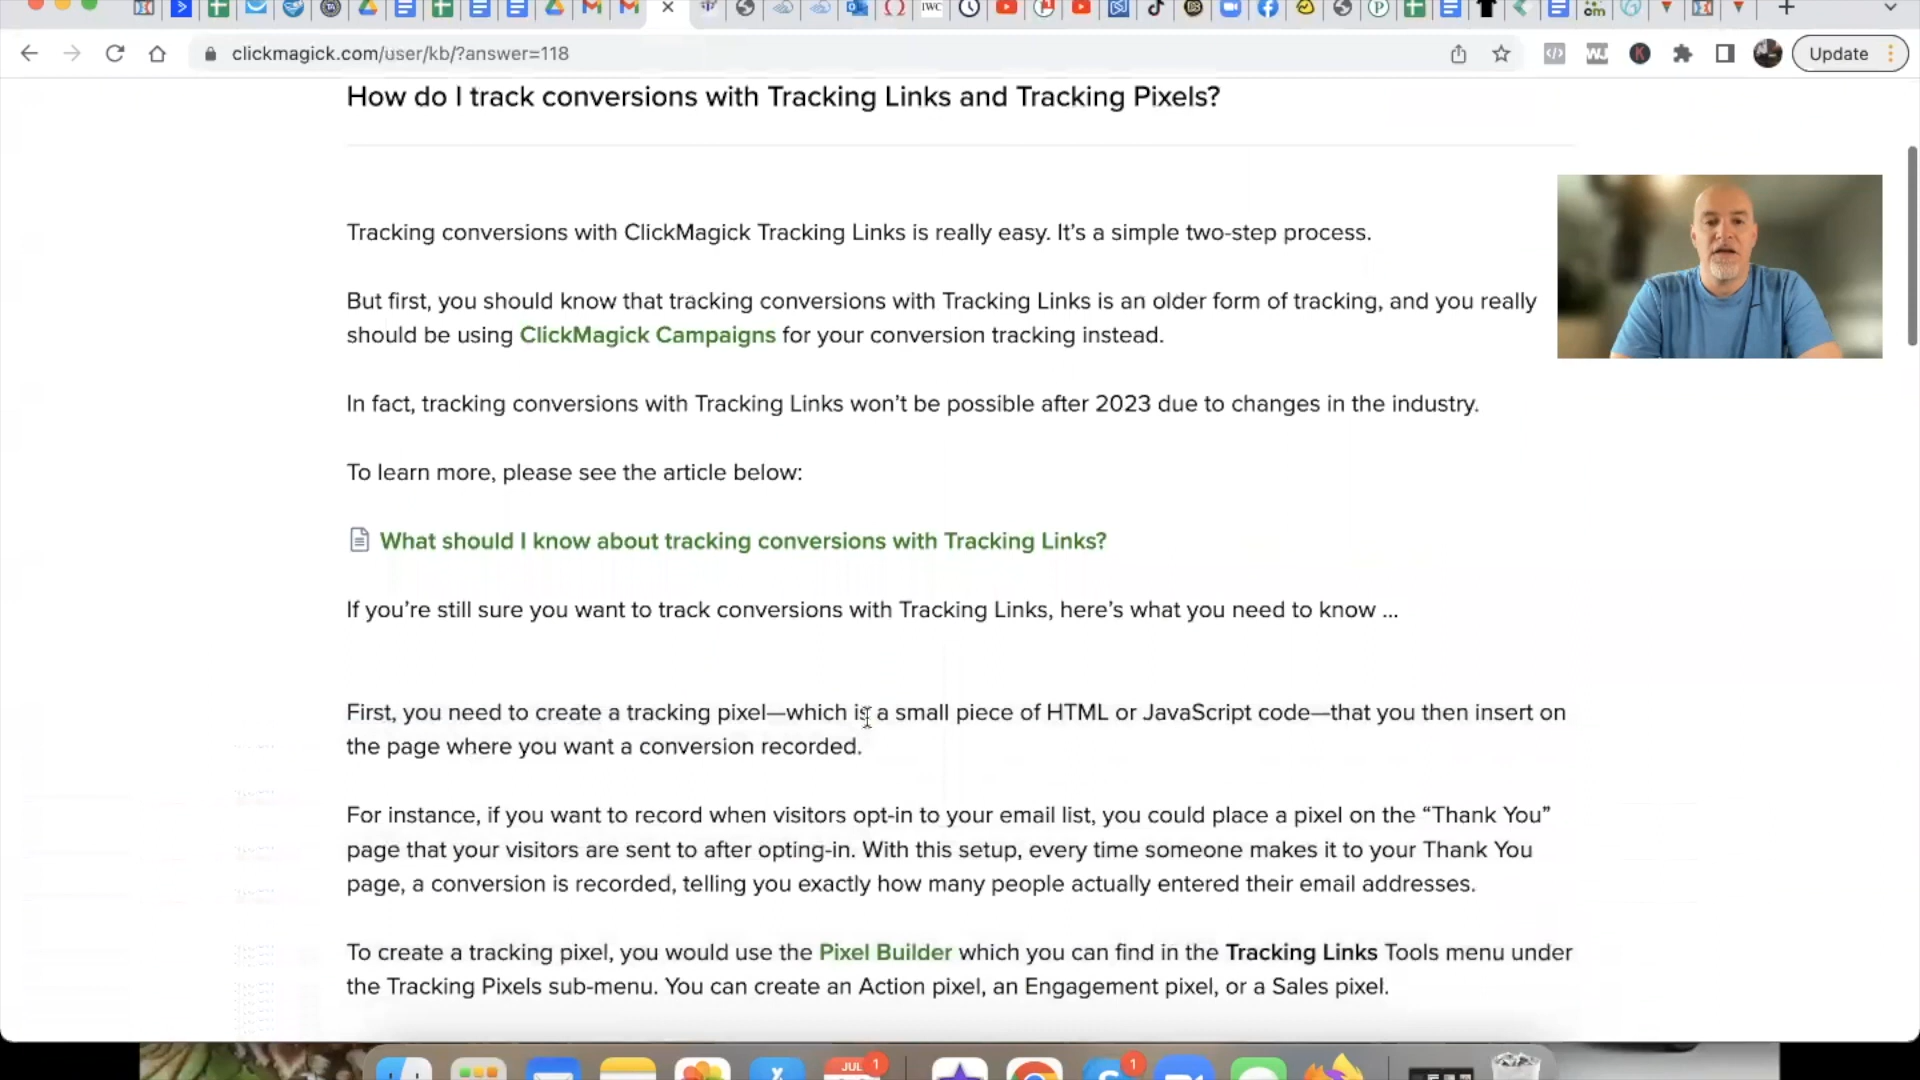 IWC
clickmagick.com/user/kb/?answer=118
Update
How do I track conversions with Tracking Links and Tracking Pixels?
Tracking conversions with ClickMagick Tracking Links is really easy. It’s a simple two-step process.
But first, you should know that tracking conversions with Tracking Links is an older form of tracking, and you really
should be using ClickMagick Campaigns for your conversion tracking instead.
In fact, tracking conversions with Tracking Links won’t be possible after 2023 due to changes in the industry.
To learn more, please see the article below:
What should I know about tracking conversions with Tracking Links?
If you’re still sure you want to track conversions with Tracking Links, here’s what you need to know ...
First, you need to create a tracking pixel—which is a small piece of HTML or JavaScript code—that you then insert on
the page where you want a conversion recorded.
For instance, if you want to record when visitors opt-in to your email list, you could place a pixel on the “Thank You”
page that your visitors are sent to after opting-in. With this setup, every time someone makes it to your Thank You
page, a conversion is recorded, telling you exactly how many people actually entered their email addresses.
To create a tracking pixel, you would use the Pixel Builder which you can find in the Tracking Links Tools menu under
the Tracking Pixels sub-menu. You can create an Action pixel, an Engagement pixel, or a Sales pixel.
JUL 1
1